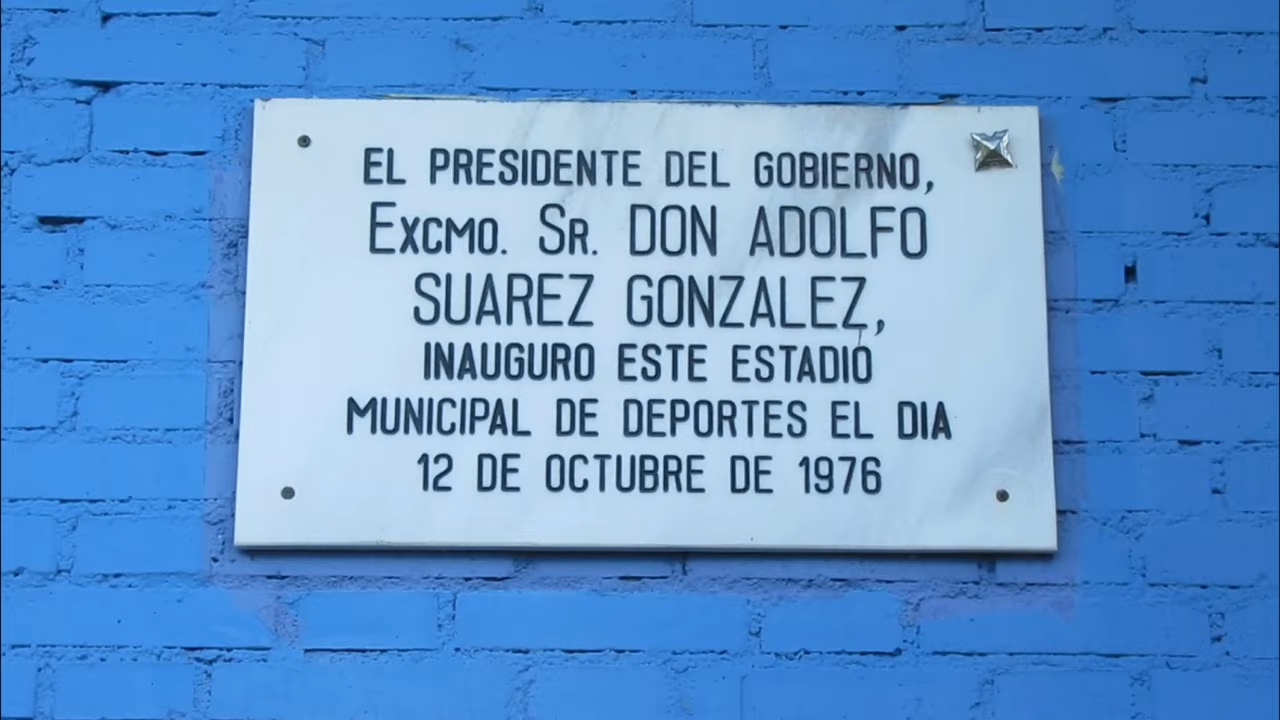 EL PRESIDENTE DEL GOBIERNO,
EXCMO. SR. DON ADOLFO
SUAREZ GONZALEZ,
INAUGURO ESTE ESTADIO
MUNICIPAL DE DEPORTES EL DIA
12 DE OCTUBRE DE 1976